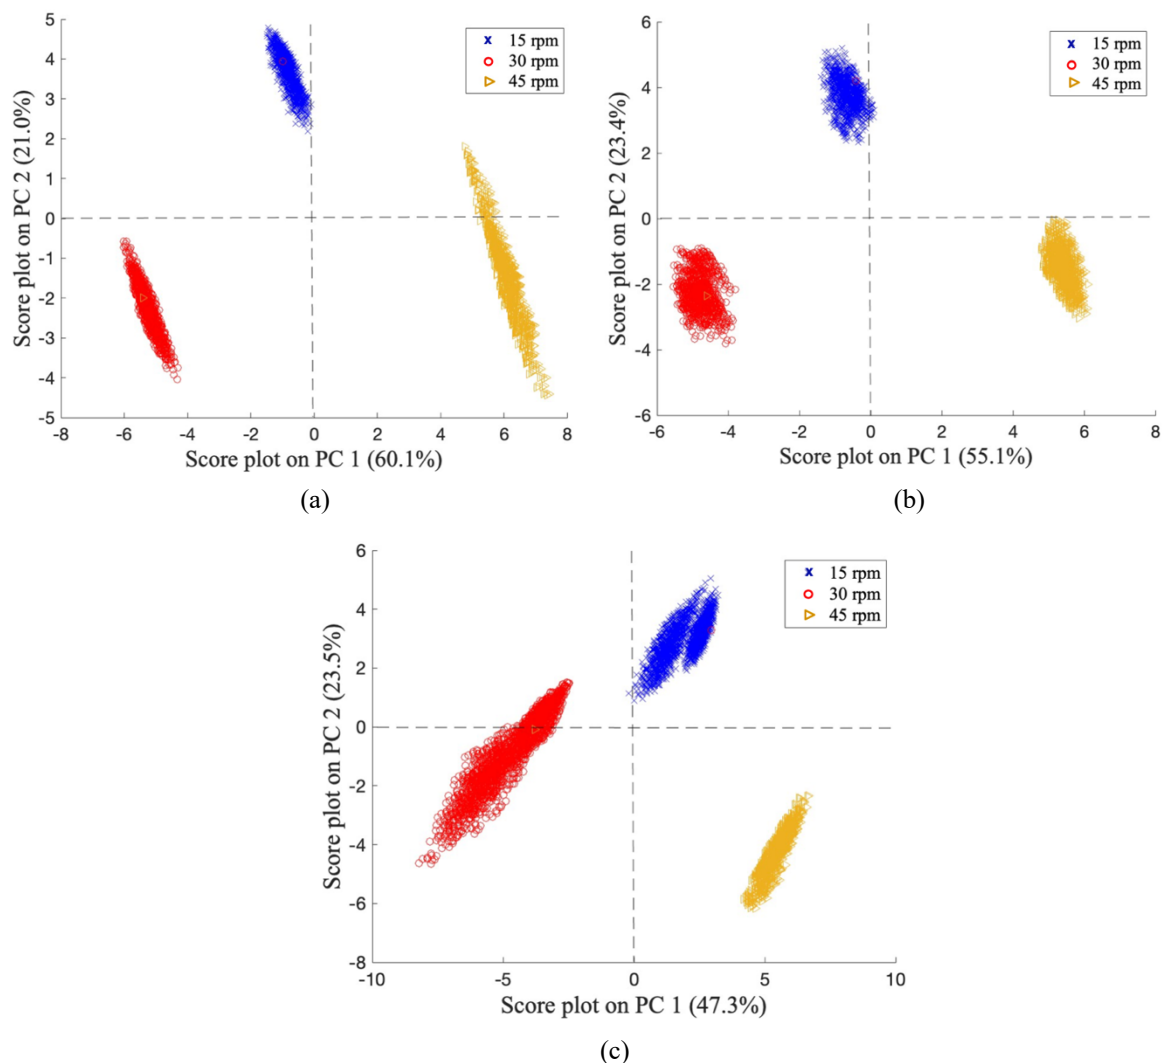 5
4
3
2
1
0
-1
-2
-3
-4
-5
-8
-6
-4
-2
0
2
4
6
8
Score plot on PC 2 (21.0%)
Score plot on PC 1 (60.1%)
15 rpm
30 rpm
45 rpm
(a)
6
4
2
0
-2
-4
-6
-6
-4
-2
0
2
4
6
8
Score plot on PC 2 (23.4%)
Score plot on PC 1 (55.1%)
15 rpm
30 rpm
45 rpm
(b)
6
4
2
0
-2
-4
-6
-8
-10
-5
0
5
10
Score plot on PC 2 (23.5%)
Score plot on PC 1 (47.3%)
15 rpm
30 rpm
45 rpm
(c)